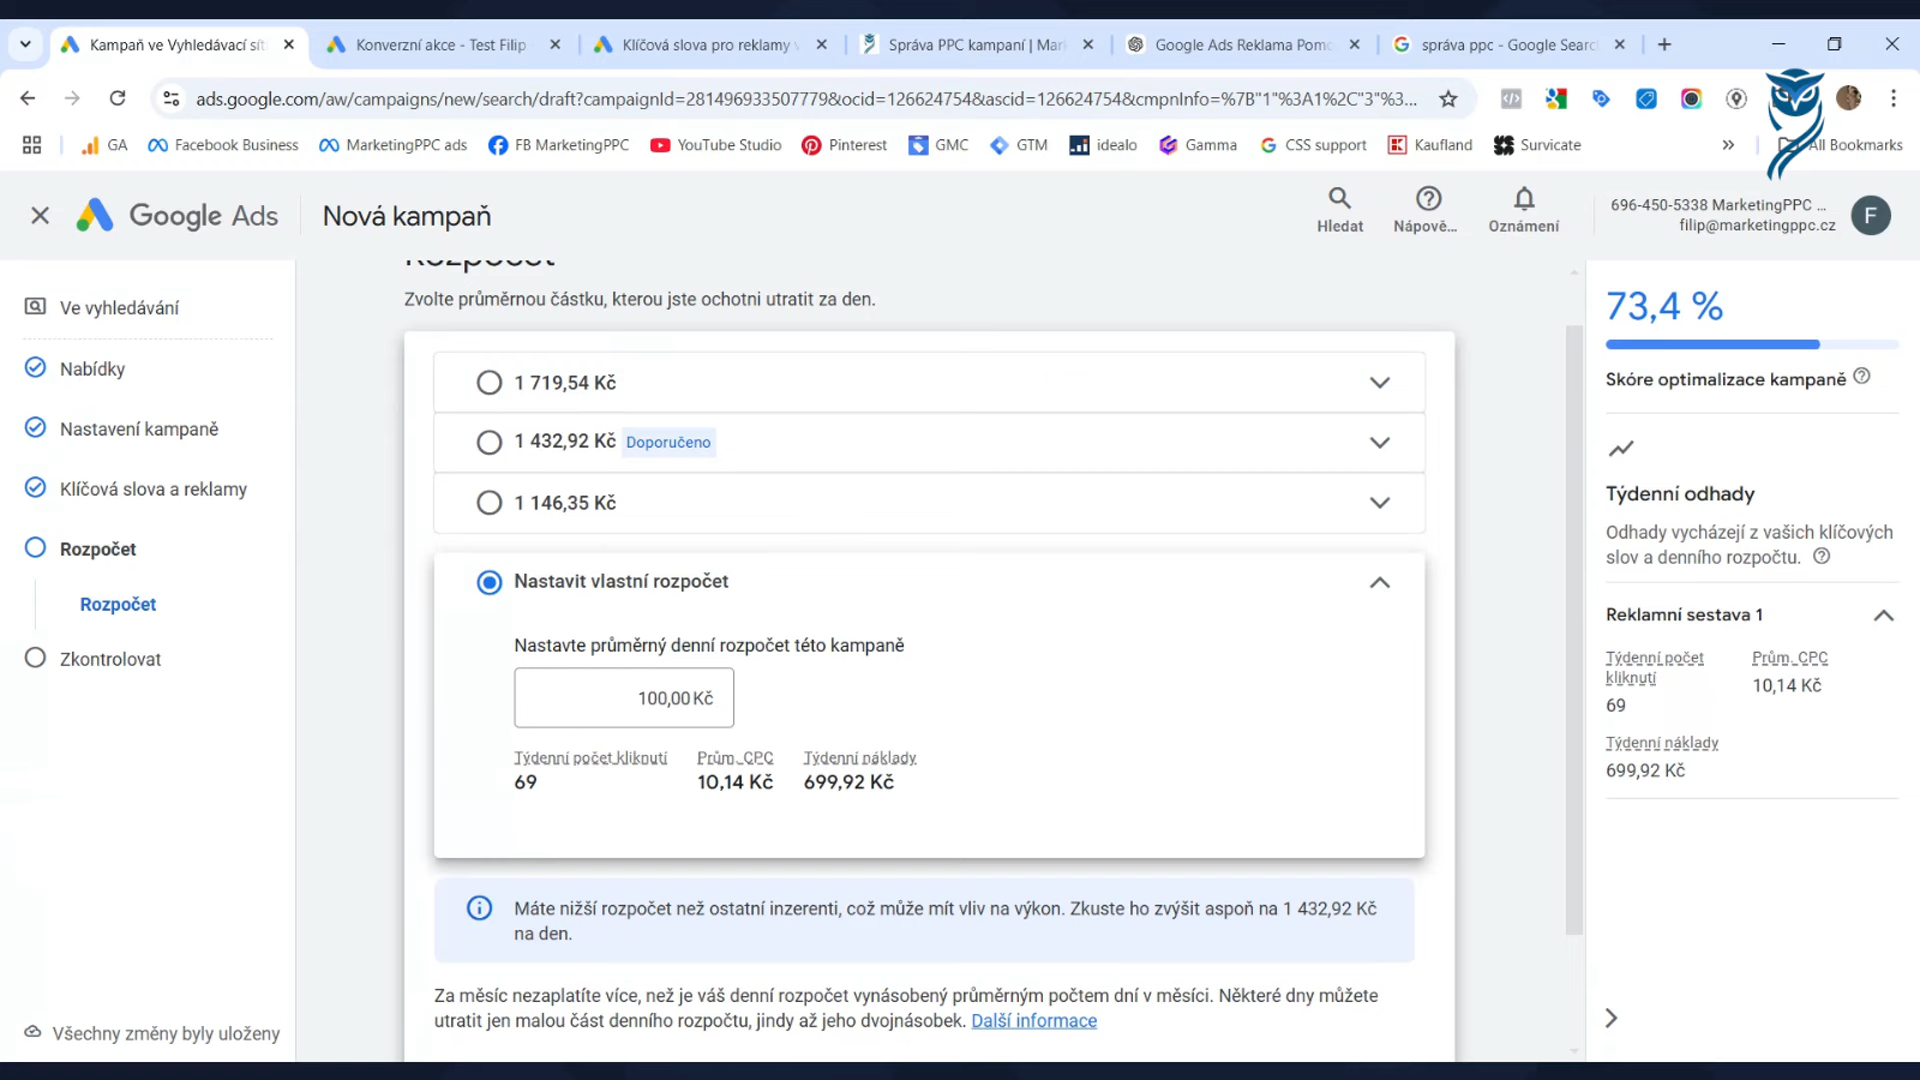 Kampaň ve Vyhledávací sít
Konverzní akce - Test Filip
Klíčová slova pro reklamy v
Správa PPC kampaní | Mark
Google Ads Reklama Pomo
správa ppc - Google Search
ads.google.com/aw/campaigns/new/search/draft?campaignId=281496933507779&ocid=126624754&ascid=126624754&cmpnInfo=%7B"1"%3A1%2C"3"%3...
GA
Facebook Business
MarketingPPC ads
FB MarketingPPC
YouTube Studio
Pinterest
GMC
GTM
idealo
Gamma
CSS support
Kaufland
Survicate
All Bookmarks
Google Ads
Nová kampaň
Hledat
Nápově...
Oznámení
696-450-5338 MarketingPPC ...
filip@marketingppc.cz
F
Ve vyhledávání
Nabídky
Nastavení kampaně
Klíčová slova a reklamy
Rozpočet
Rozpočet
Zkontrolovat
Všechny změny byly uloženy
Rozpočet
Zvolte průměrnou částku, kterou jste ochotni utratit za den.
1 719,54 Kč
1 432,92 Kč Doporučeno
1 146,35 Kč
Nastavit vlastní rozpočet
Nastavte průměrný denní rozpočet této kampaně
100,00 Kč
Týdenní počet kliknutí Prům. CPC Týdenní náklady
69 10,14 Kč 699,92 Kč
Máte nižší rozpočet než ostatní inzerenti, což může mít vliv na výkon. Zkuste ho zvýšit aspoň na 1 432,92 Kč
na den.
Za měsíc nezaplatíte více, než je váš denní rozpočet vynásobený průměrným počtem dní v měsíci. Některé dny můžete
utratit jen malou část denního rozpočtu, jindy až jeho dvojnásobek. Další informace
73,4 %
Skóre optimalizace kampaně
Týdenní odhady
Odhady vycházejí z vašich klíčových
slov a denního rozpočtu.
Reklamní sestava 1
Týdenní počet
kliknutí
69
Prům. CPC
10,14 Kč
Týdenní náklady
699,92 Kč